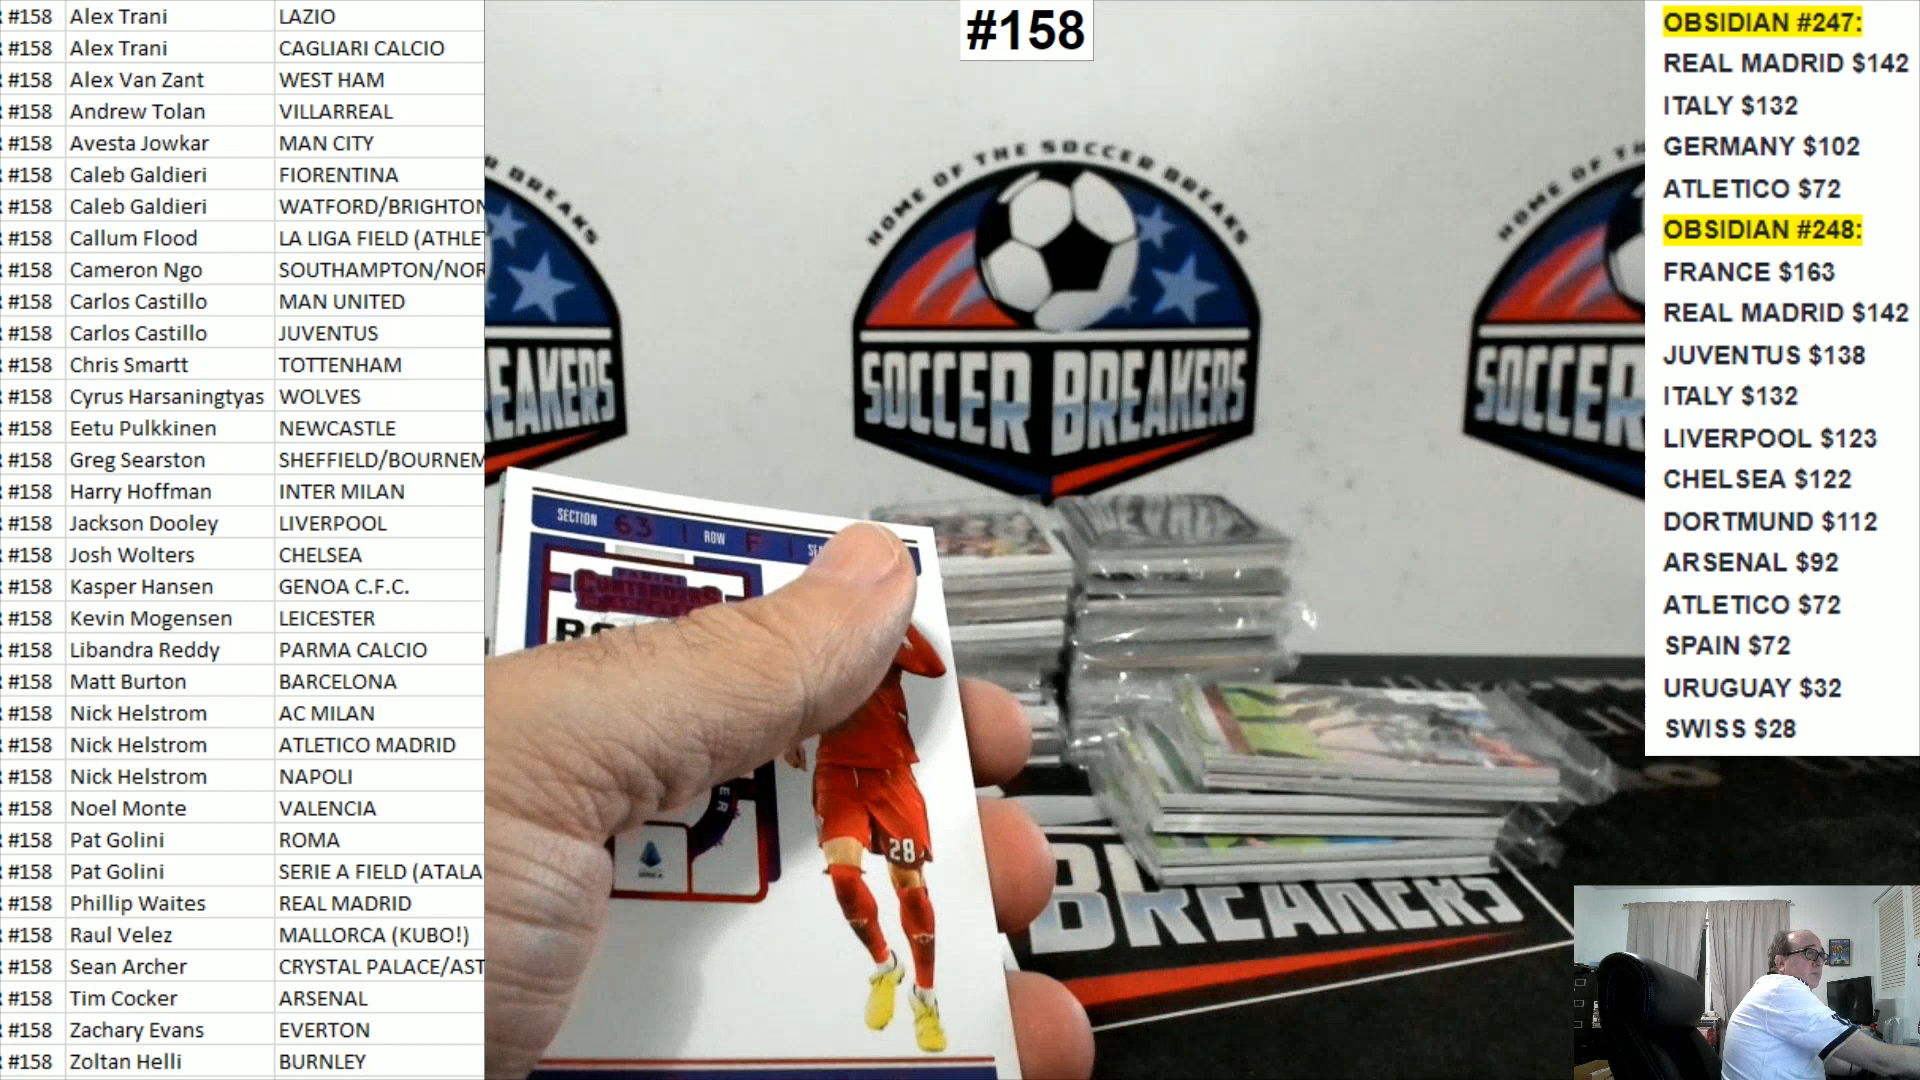 #158 Alex Trani LAZIO
#158 Alex Trani CAGLIARI CALCIO
#158 Alex Van Zant WEST HAM
#158 Andrew Tolan VILLARREAL
#158 Avesta Jowkar MAN CITY
#158 Caleb Galdieri FIORENTINA
#158 Caleb Galdieri WATFORD/BRIGHTON
#158 Callum Flood LA LIGA FIELD (ATHLE
#158 Cameron Ngo SOUTHAMPTON/NOR
#158 Carlos Castillo MAN UNITED
#158 Carlos Castillo JUVENTUS
#158 Chris Smartt TOTTENHAM
#158 Cyrus Harsaningtyas WOLVES
#158 Eetu Pulkkinen NEWCASTLE
#158 Greg Searston SHEFFIELD/BOURNEM
#158 Harry Hoffman INTER MILAN
#158 Jackson Dooley LIVERPOOL
#158 Josh Wolters CHELSEA
#158 Kasper Hansen GENOA C.F.C.
#158 Kevin Mogensen LEICESTER
#158 Libandra Reddy PARMA CALCIO
#158 Matt Burton BARCELONA
#158 Nick Helstrom AC MILAN
#158 Nick Helstrom ATLETICO MADRID
#158 Nick Helstrom NAPOLI
#158 Noel Monte VALENCIA
#158 Pat Golini ROMA
#158 Pat Golini SERIE A FIELD (ATALA
#158 Phillip Waites REAL MADRID
#158 Raul Velez MALLORCA (KUBO!)
#158 Sean Archer CRYSTAL PALACE/AST
#158 Tim Cocker ARSENAL
#158 Zachary Evans EVERTON
#158 Zoltan Helli BURNLEY
#158
HOME OF THE SOCCER BREAKS
SOCCER BREAKERS
BREAKS
EAKERS
HOME OF TH
SOCCER
SECTION 63 ROW F
PANINI
CONTENDERS
28
BREAKERS
OBSIDIAN #247:
REAL MADRID $142
ITALY $132
GERMANY $102
ATLETICO $72
OBSIDIAN #248:
FRANCE $163
REAL MADRID $142
JUVENTUS $138
ITALY $132
LIVERPOOL $123
CHELSEA $122
DORTMUND $112
ARSENAL $92
ATLETICO $72
SPAIN $72
URUGUAY $32
SWISS $28